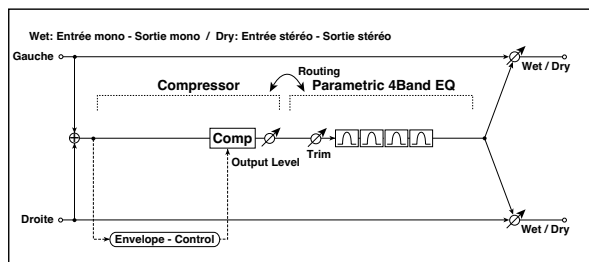 Wet: Entrée mono - Sortie mono / Dry: Entrée stéréo - Sortie stéréo
Gauche
Wet / Dry
Routing
Compressor
Parametric 4Band EQ
Comp
Output Level
Trim
Droite
Wet / Dry
Envelope - Control